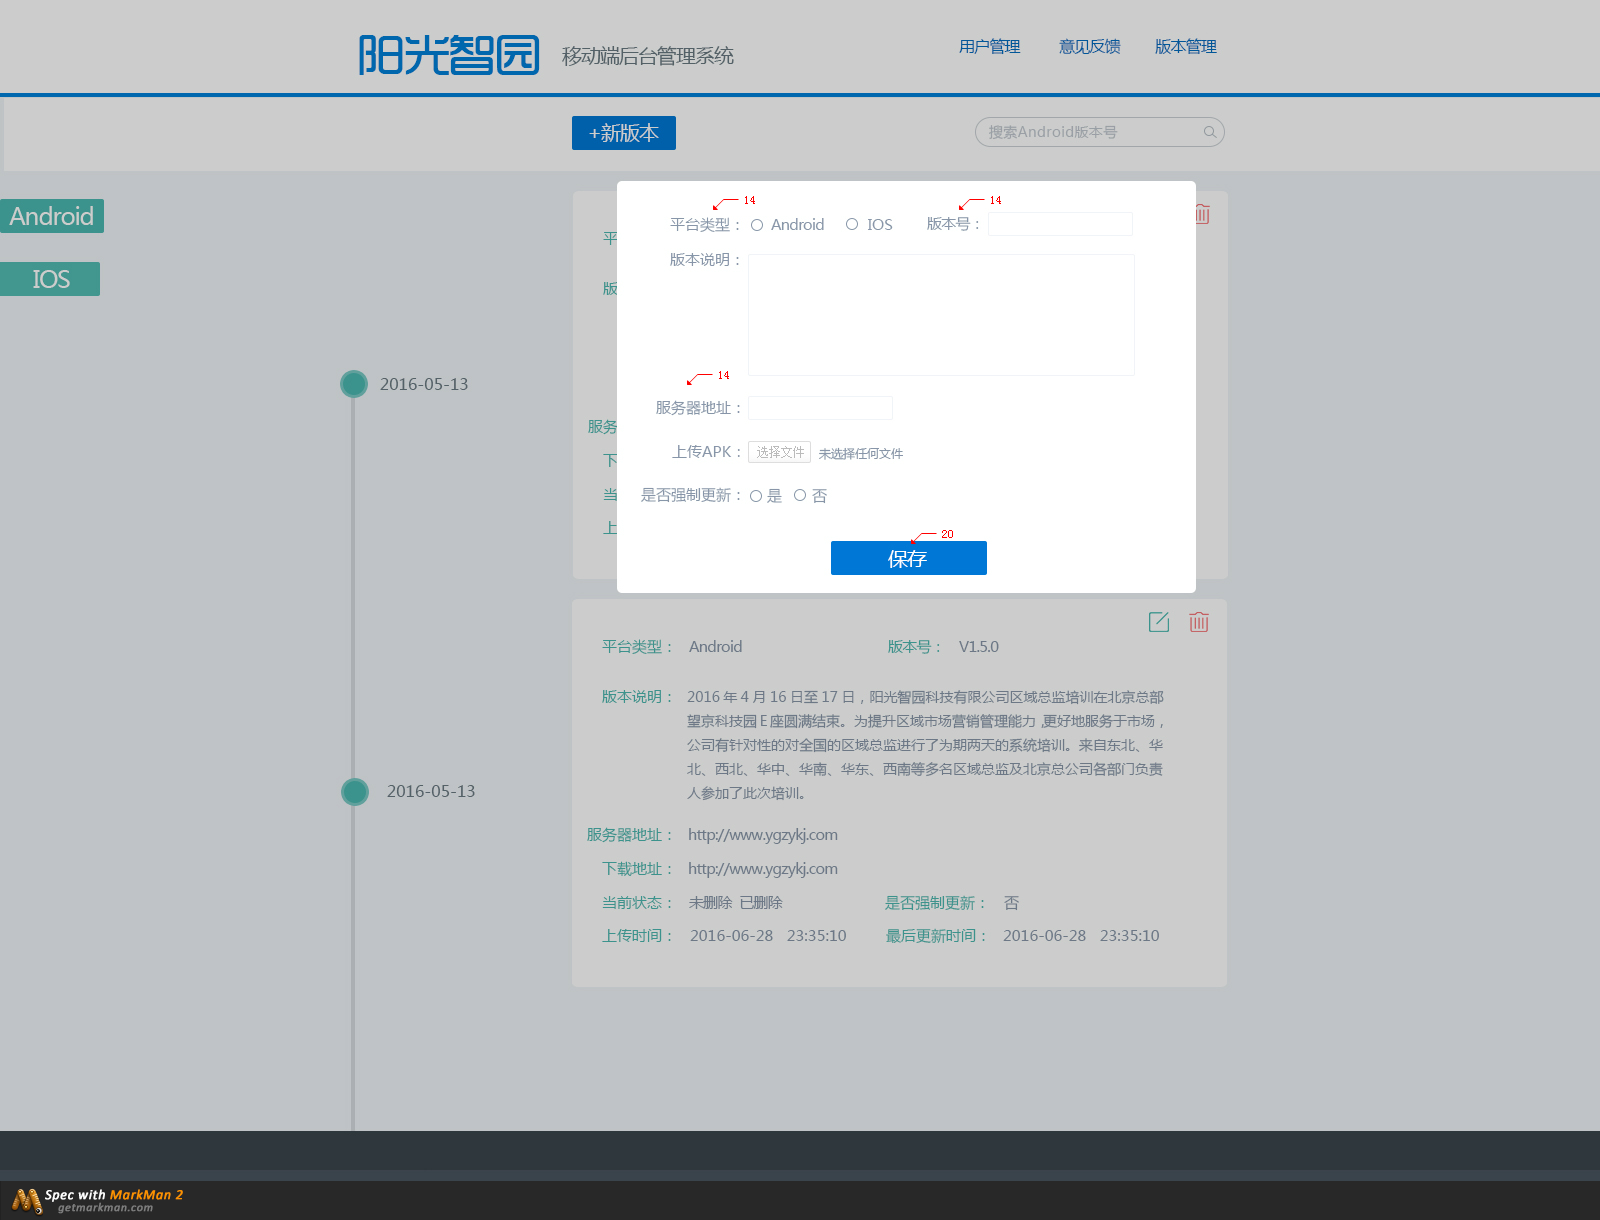 阳光智园 移动端后台管理系统 用户管理 意见反馈 版本管理
+新版本 搜索Android版本号
Android
IOS
14 14
平台类型： Android IOS 版本号：
版本说明：
14
服务器地址：
上传APK： 选择文件 未选择任何文件
是否强制更新： 是 否
20
保存
平
版
服务
下
当
上
2016-05-13
平台类型： Android 版本号： V1.5.0
版本说明： 2016 年 4 月 16 日至 17 日，阳光智园科技有限公司区域总监培训在北京总部
望京科技园 E 座圆满结束。为提升区域市场营销管理能力 ,更好地服务于市场，
公司有针对性的对全国的区域总监进行了为期两天的系统培训。来自东北、华
北、西北、华中、华南、华东、西南等多名区域总监及北京总公司各部门负责
人参加了此次培训。
2016-05-13
服务器地址： http://www.ygzykj.com
下载地址： http://www.ygzykj.com
当前状态： 未删除 已删除 是否强制更新： 否
上传时间： 2016-06-28 23:35:10 最后更新时间： 2016-06-28 23:35:10
Spec with MarkMan 2
getmarkman.com